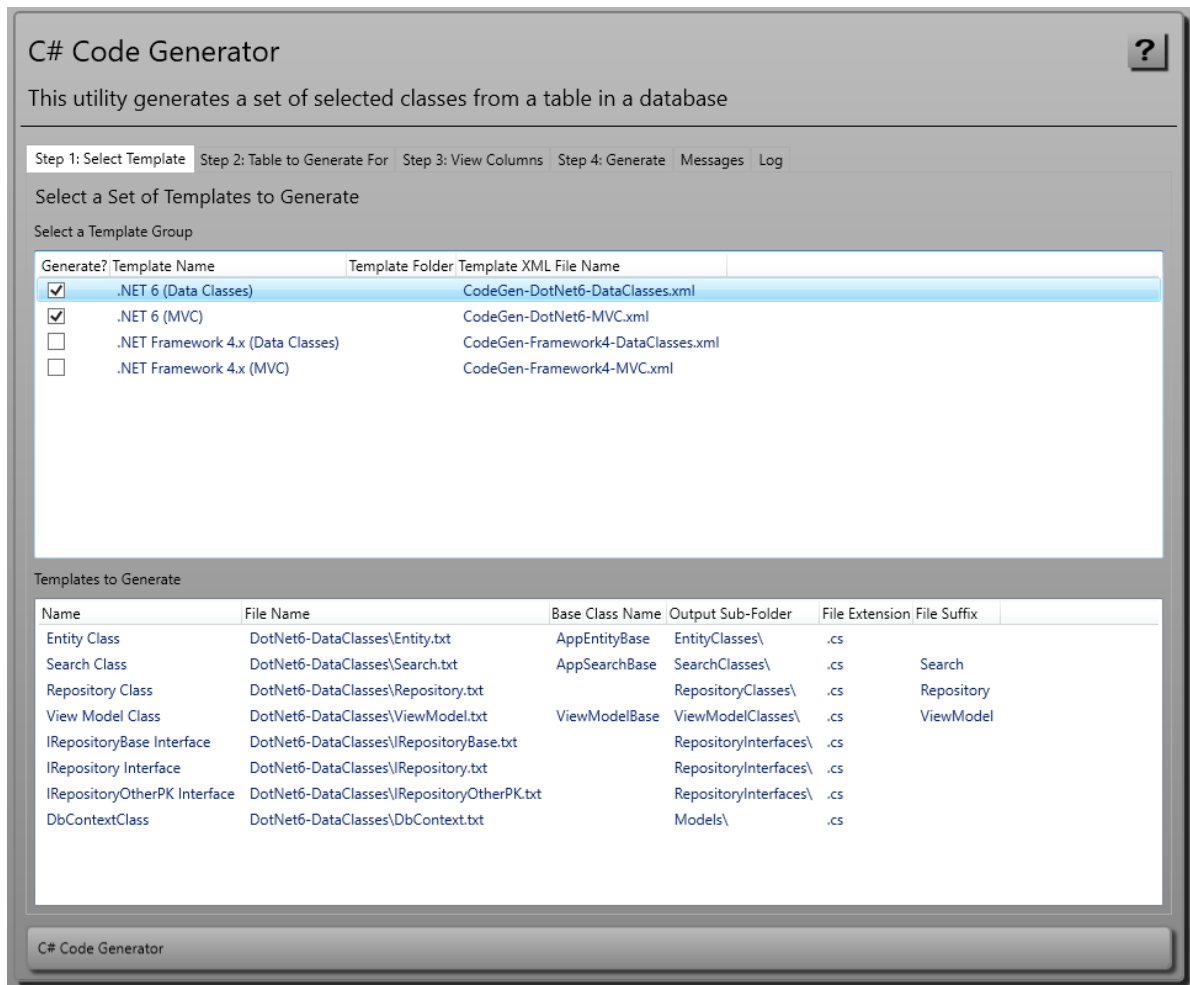 C# Code Generator
?
This utility generates a set of selected classes from a table in a database
Step 1: Select Template Step 2: Table to Generate For Step 3: View Columns Step 4: Generate Messages Log
Select a Set of Templates to Generate
Select a Template Group
Generate? Template Name Template Folder Template XML File Name
.NET 6 (Data Classes) CodeGen-DotNet6-DataClasses.xml
.NET 6 (MVC) CodeGen-DotNet6-MVC.xml
.NET Framework 4.x (Data Classes) CodeGen-Framework4-DataClasses.xml
.NET Framework 4.x (MVC) CodeGen-Framework4-MVC.xml
Templates to Generate
Name File Name Base Class Name Output Sub-Folder File Extension File Suffix
Entity Class DotNet6-DataClasses\Entity.txt AppEntityBase EntityClasses\ .cs
Search Class DotNet6-DataClasses\Search.txt AppSearchBase SearchClasses\ .cs Search
Repository Class DotNet6-DataClasses\Repository.txt RepositoryClasses\ .cs Repository
View Model Class DotNet6-DataClasses\ViewModel.txt ViewModelBase ViewModelClasses\ .cs ViewModel
IRepositoryBase Interface DotNet6-DataClasses\IRepositoryBase.txt RepositoryInterfaces\ .cs
IRepository Interface DotNet6-DataClasses\IRepository.txt RepositoryInterfaces\ .cs
IRepositoryOtherPK Interface DotNet6-DataClasses\IRepositoryOtherPK.txt RepositoryInterfaces\ .cs
DbContextClass DotNet6-DataClasses\DbContext.txt Models\ .cs
C# Code Generator